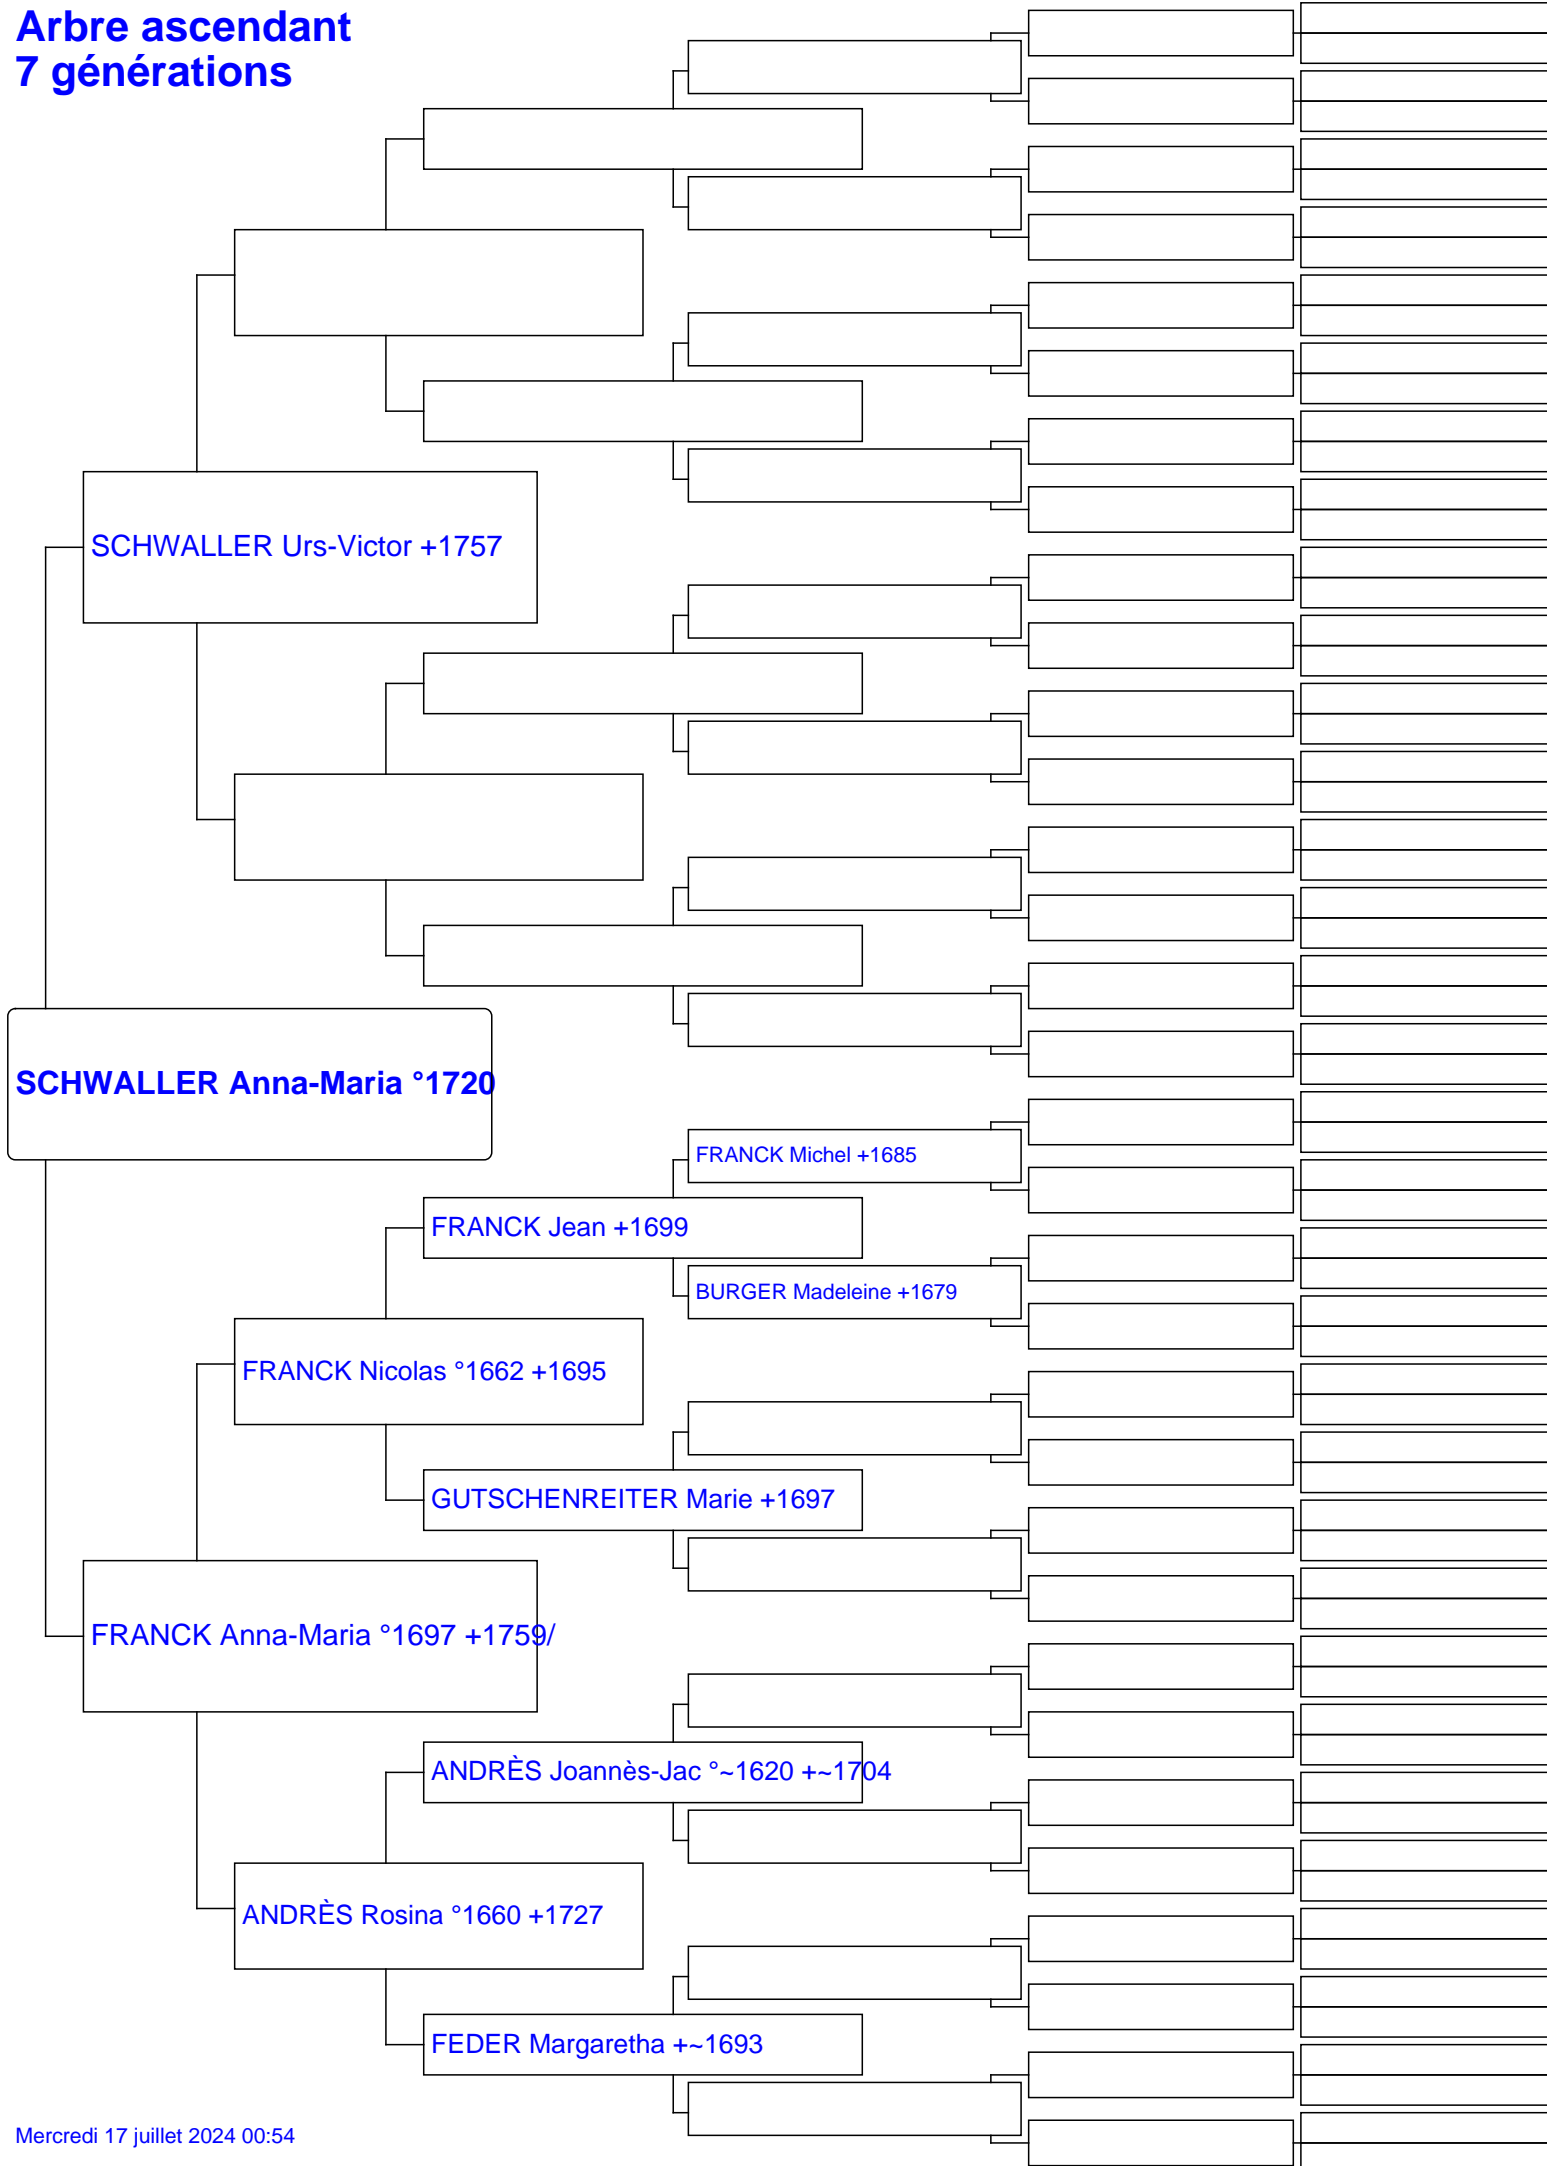 Arbre ascendant
7 générations
SCHWALLER Urs-Victor +1757
SCHWALLER Anna-Maria °1720
FRANCK Michel +1685
FRANCK Jean +1699
BURGER Madeleine +1679
FRANCK Nicolas °1662 +1695
GUTSCHENREITER Marie +1697
FRANCK Anna-Maria °1697 +1759/
ANDRÈS Joannès-Jac °~1620 +~1704
ANDRÈS Rosina °1660 +1727
FEDER Margaretha +~1693
Mercredi 17 juillet 2024 00:54